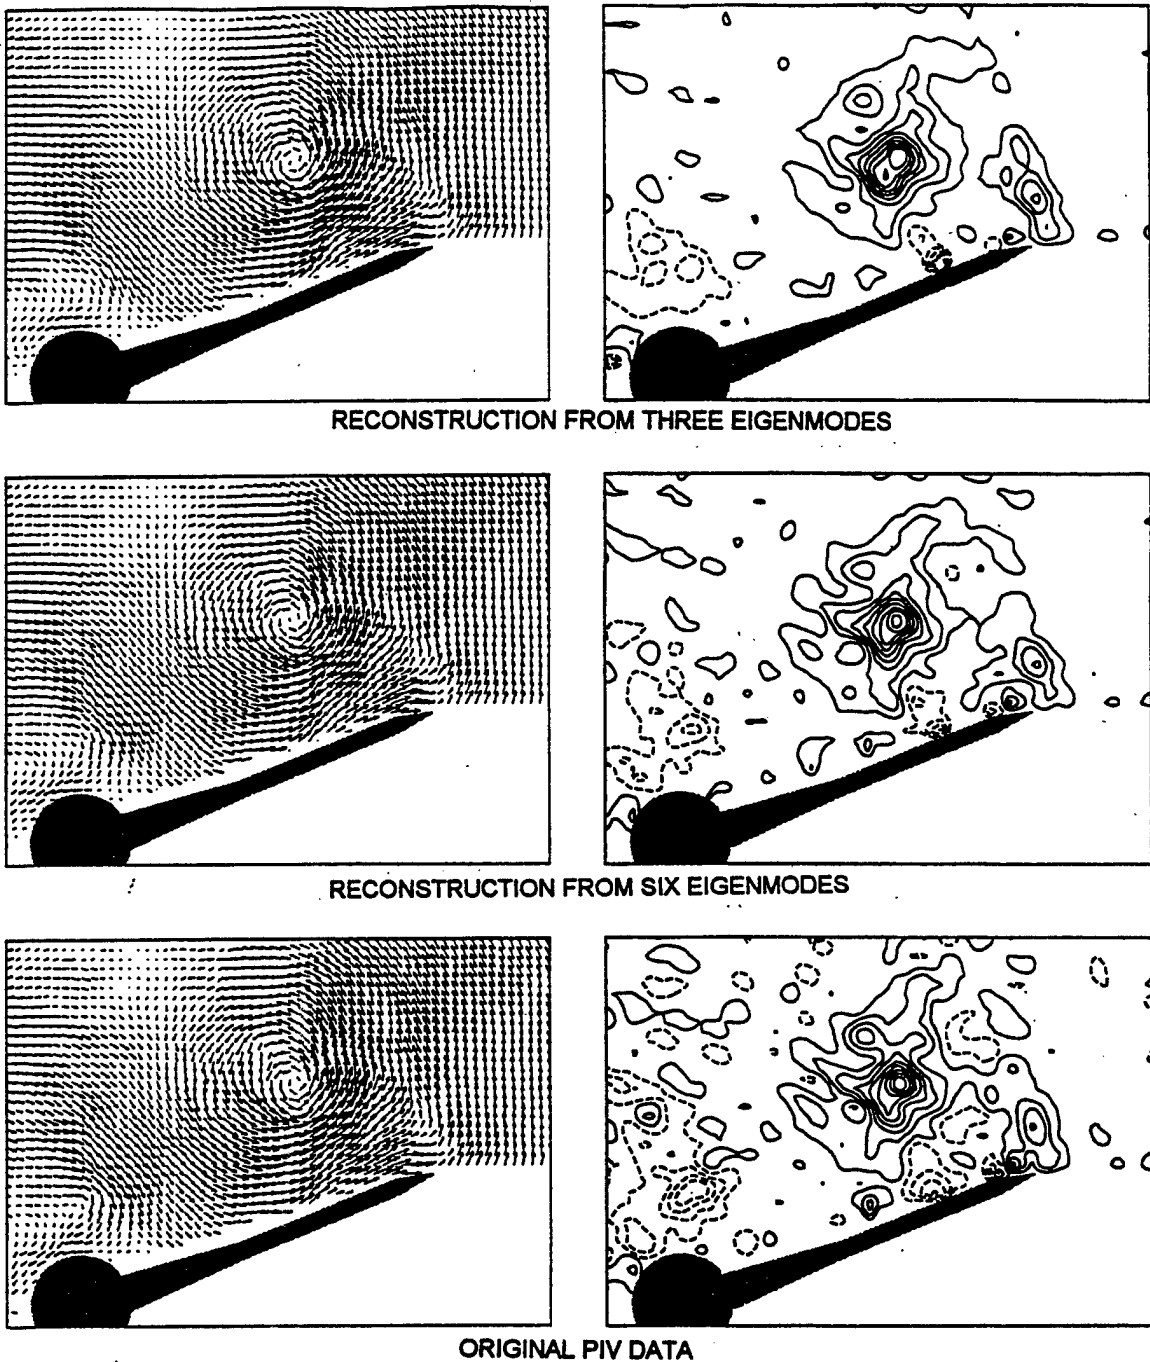 RECONSTRUCTION FROM THREE EIGENMODES
RECONSTRUCTION FROM SIX EIGENMODES
ORIGINAL PIV DATA